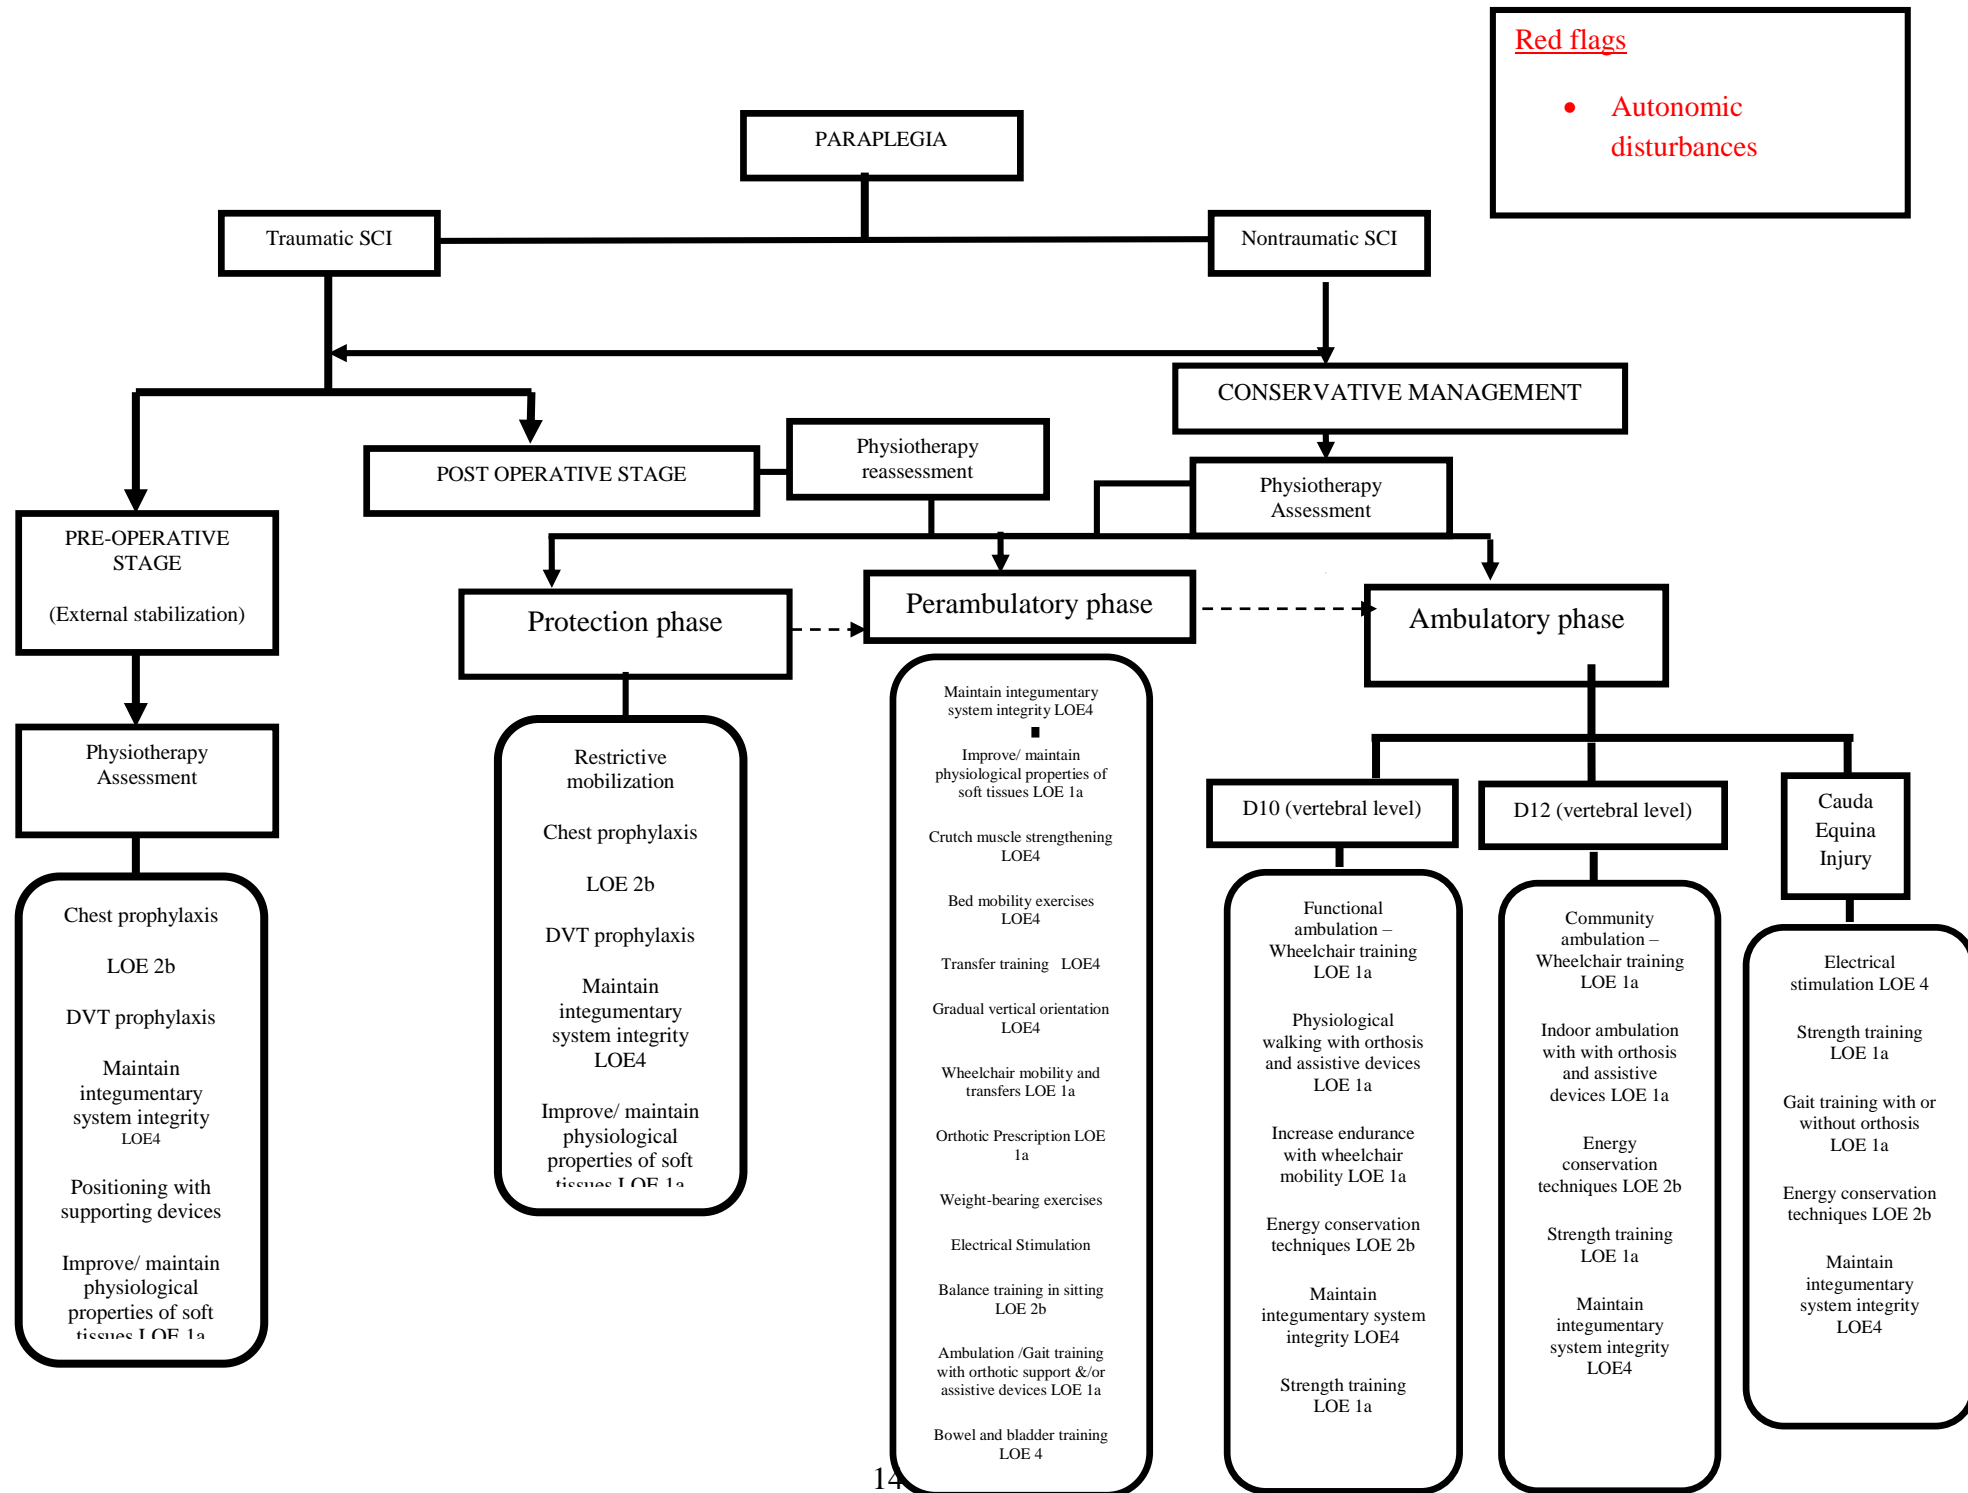 Red flags
• Autonomic
disturbances
PARAPLEGIA
Traumatic SCI
Nontraumatic SCI
CONSERVATIVE MANAGEMENT
Physiotherapy
reassessment
POST OPERATIVE STAGE
Physiotherapy
Assessment
PRE-OPERATIVE
STAGE
(External stabilization)
Protection phase
Perambulatory phase
Ambulatory phase
Physiotherapy
Assessment
Chest prophylaxis
LOE 2b
DVT prophylaxis
Maintain
integumentary
system integrity
LOE4
Positioning with
supporting devices
Improve/ maintain
physiological
properties of soft
tissues LOE 1a
Restrictive
mobilization
Chest prophylaxis
LOE 2b
DVT prophylaxis
Maintain
integumentary
system integrity
LOE4
Improve/ maintain
physiological
properties of soft
tissues LOE 1a
Maintain integumentary
system integrity LOE4
Improve/ maintain
physiological properties of
soft tissues LOE 1a
Crutch muscle strengthening
LOE4
Bed mobility exercises
LOE4
Transfer training LOE4
Gradual vertical orientation
LOE4
Wheelchair mobility and
transfers LOE 1a
Orthotic Prescription LOE
1a
Weight-bearing exercises
Electrical Stimulation
Balance training in sitting
LOE 2b
Ambulation /Gait training
with orthotic support &/or
assistive devices LOE 1a
Bowel and bladder training
LOE 4
D10 (vertebral level)
Functional
ambulation –
Wheelchair training
LOE 1a
Physiological
walking with orthosis
and assistive devices
LOE 1a
Increase endurance
with wheelchair
mobility LOE 1a
Energy conservation
techniques LOE 2b
Maintain
integumentary system
integrity LOE4
Strength training
LOE 1a
D12 (vertebral level)
Community
ambulation –
Wheelchair training
LOE 1a
Indoor ambulation
with with orthosis
and assistive
devices LOE 1a
Energy
conservation
techniques LOE 2b
Strength training
LOE 1a
Maintain
integumentary
system integrity
LOE4
Cauda
Equina
Injury
Electrical
stimulation LOE 4
Strength training
LOE 1a
Gait training with or
without orthosis
LOE 1a
Energy conservation
techniques LOE 2b
Maintain
integumentary
system integrity
LOE4
14